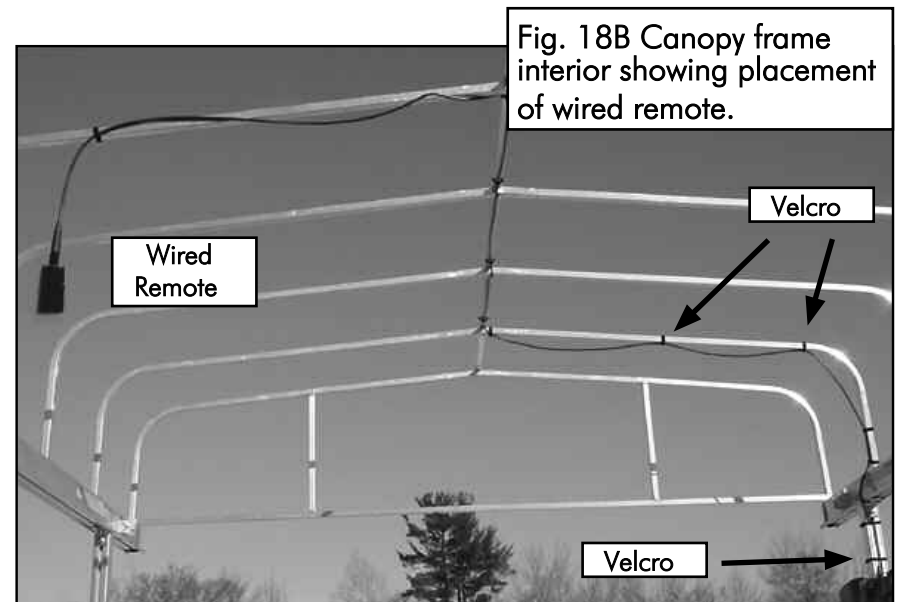 Fig. 18B Canopy frame
interior showing placement
of wired remote.
Velcro
Wired
Remote
Velcro